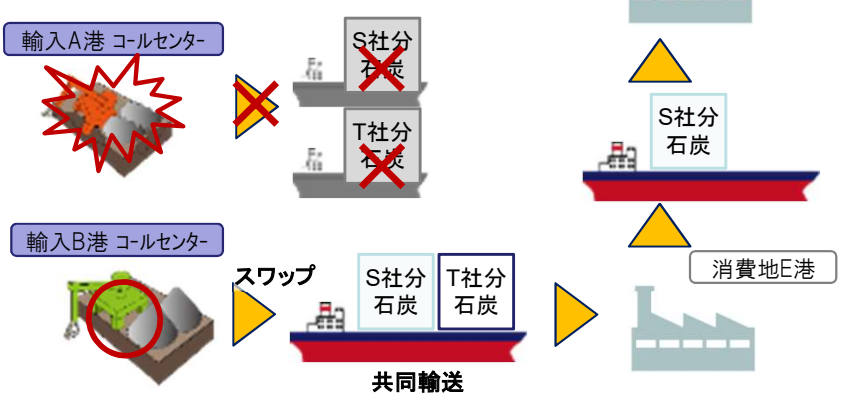 輸入A港 コールセンター
S社分
石炭
T社分
石炭
S社分
石炭
輸入B港 コールセンター
スワップ
S社分
石炭
T社分
石炭
共同輸送
消費地E港